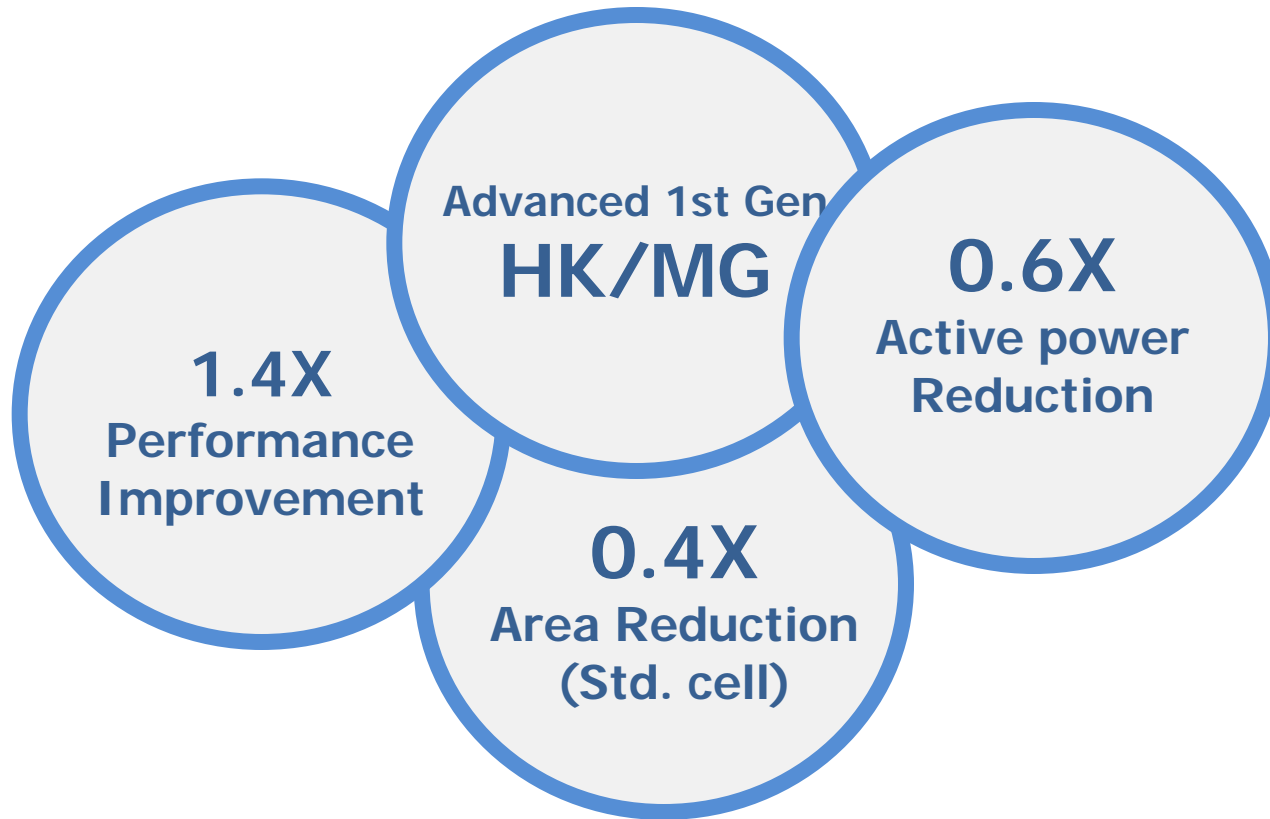 Advanced 1st Gen
HK/MG
0.6X
Active power
Reduction
1.4X
Performance
Improvement
0.4X
Area Reduction
(Std. cell)